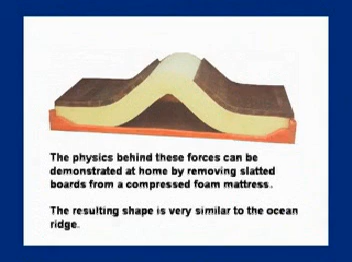 The physics behind these forces can be
demonstrated at home by removing slatted
boards from a compressed foam mattress.
The resulting shape is very similar to the ocean
ridge.